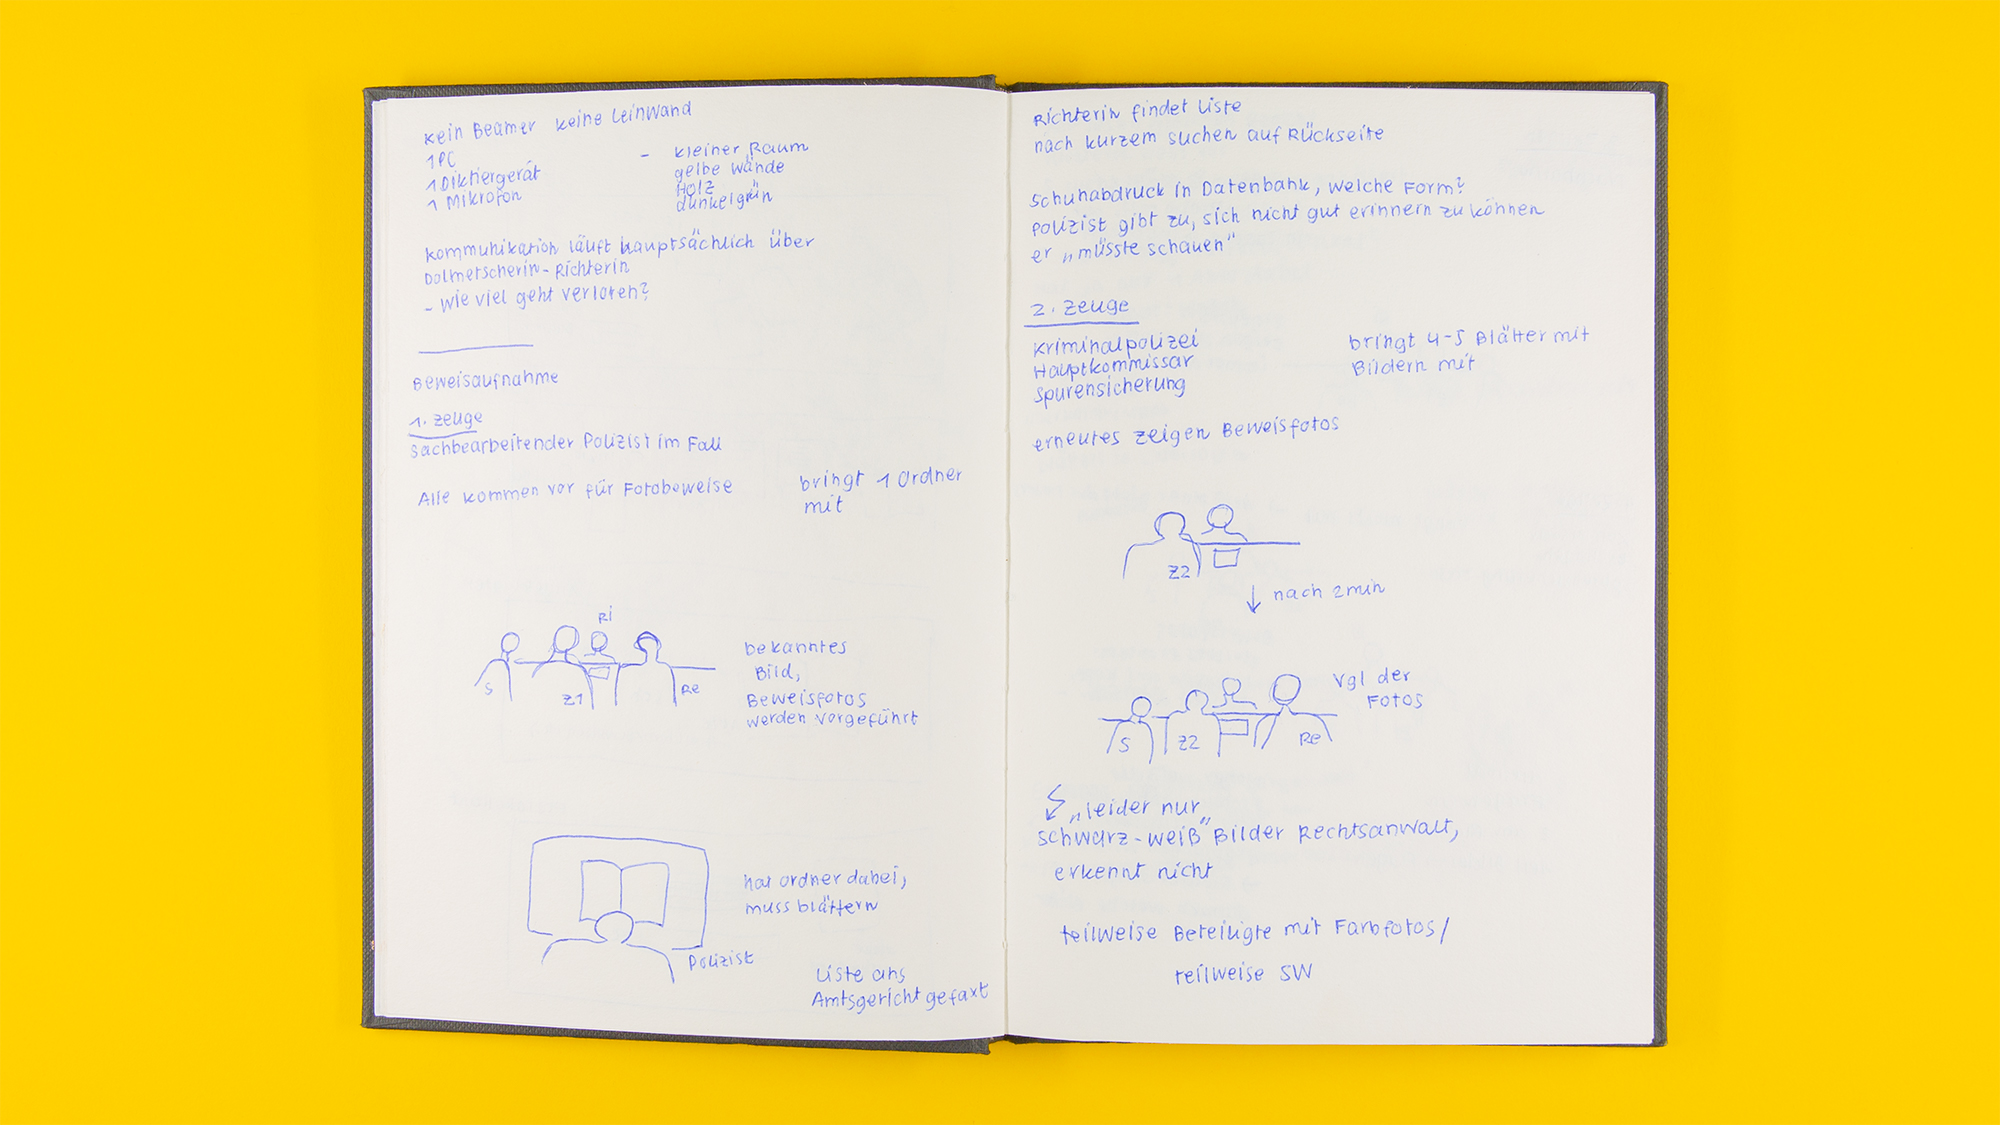 Kein Beamer keine Leinwand
1 PC
1 Diktiergerät
1 Mikrofon
- kleiner Raum
gelbe Wände
Holz
dunkelgrün
Kommunikation läuft hauptsächlich über
Dolmetscherin - Richterin
- Wie viel geht verloren?
Beweisaufnahme
1. Zeuge
Sachbearbeitender Polizist im Fall
Alle kommen vor für Fotobeweise
bringt 1 Ordner
mit
Ri
S
Z1
Re
bekanntes
Bild,
Beweisfotos
werden vorgeführt
hat Ordner dabei,
muss blättern
Polizist
Liste ans
Amtsgericht gefaxt
Richterin findet Liste
nach kurzem suchen auf Rückseite
Schuhabdruck in Datenbank, welche Form?
Polizist gibt zu, sich nicht gut erinnern zu können
er „müsste schauen"
2. Zeuge
Kriminalpolizei
Hauptkommissar
Spurensicherung
bringt 4-5 Blätter mit
Bildern mit
erneutes zeigen Beweisfotos
Z2
↓ nach 2min
S
Z2
Re
Vgl der
Fotos
„leider nur
schwarz-weiß" Bilder Rechtsanwalt,
erkennt nicht
teilweise Beteiligte mit Farbfotos/
teilweise SW